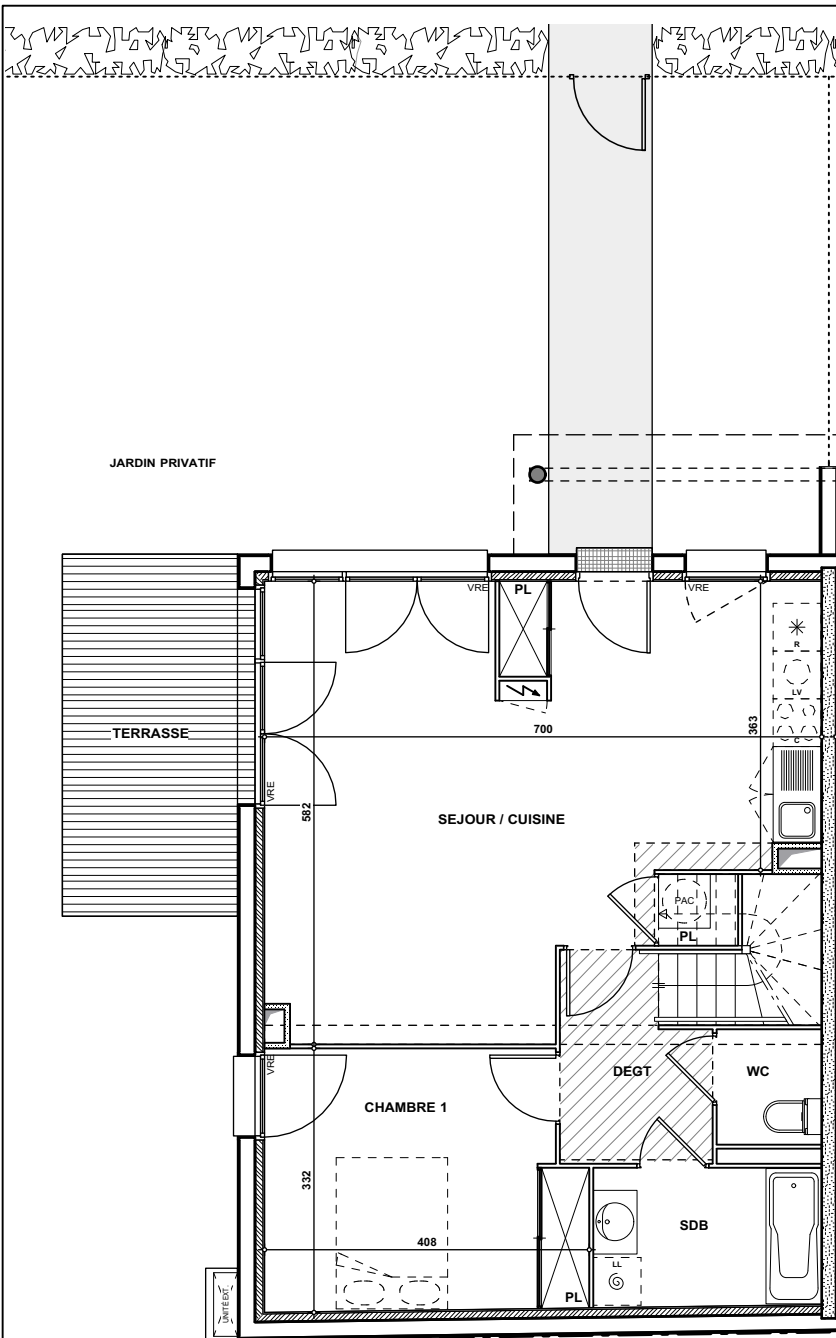 JARDIN PRIVATIF
VRE
PL
VRE
R
LV
C
TERRASSE
700
363
VRE
582
SEJOUR / CUISINE
PAC
PL
VRE
DEGT
WC
CHAMBRE 1
332
408
SDB
LL
PL
UNITÉ EXT.